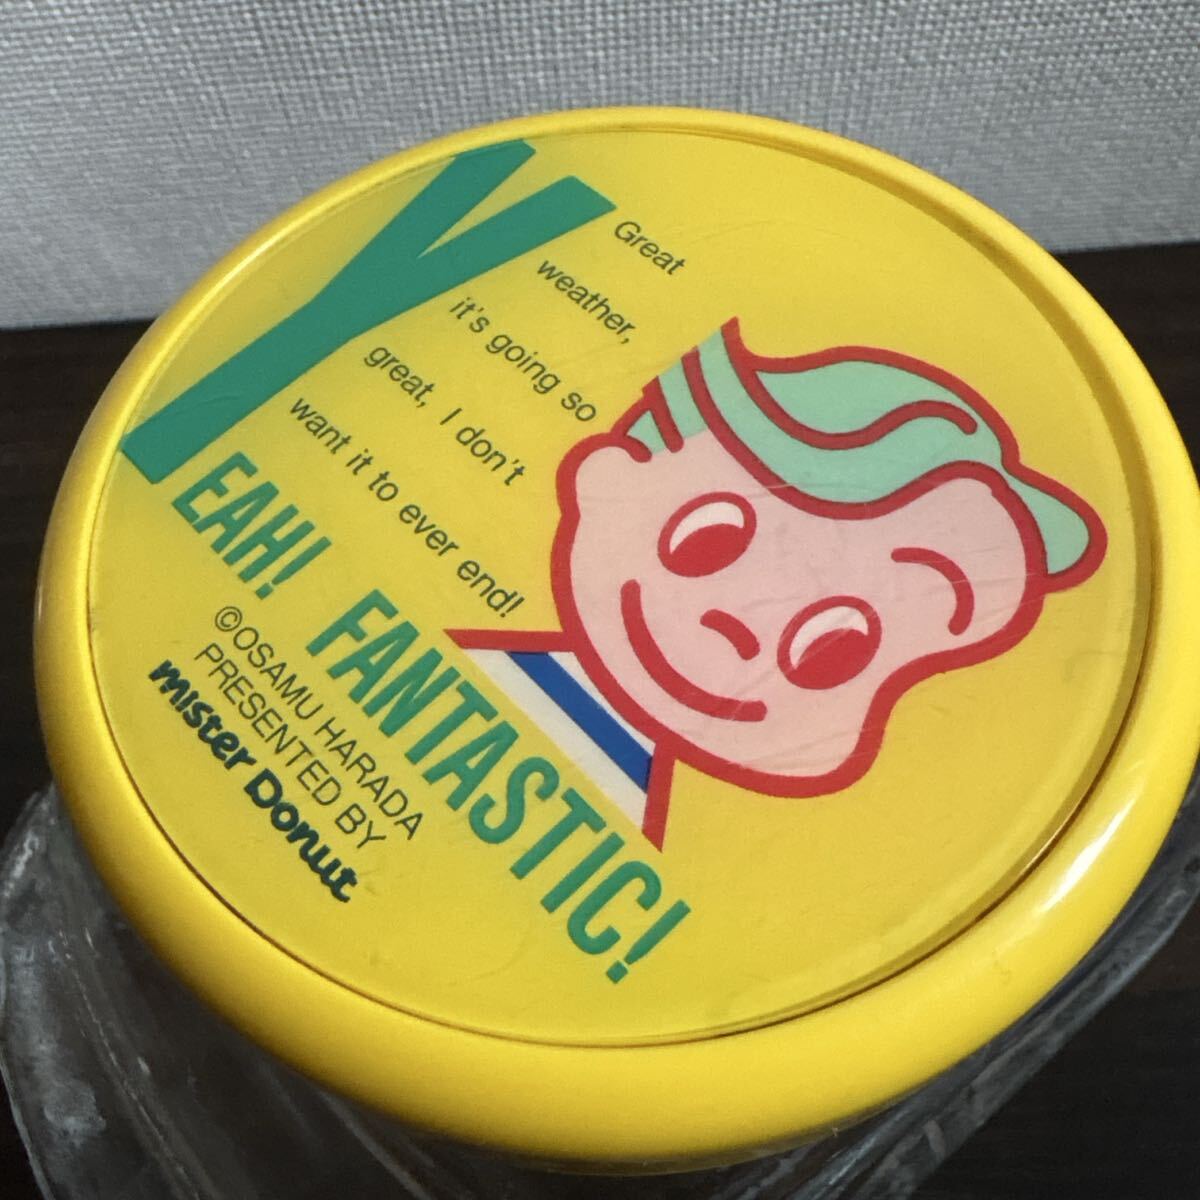 Great
weather,
it's going so
great, I don't
want it to ever end!
YEAH! FANTASTIC!
©OSAMU HARADA
PRESENTED BY
mister Donut